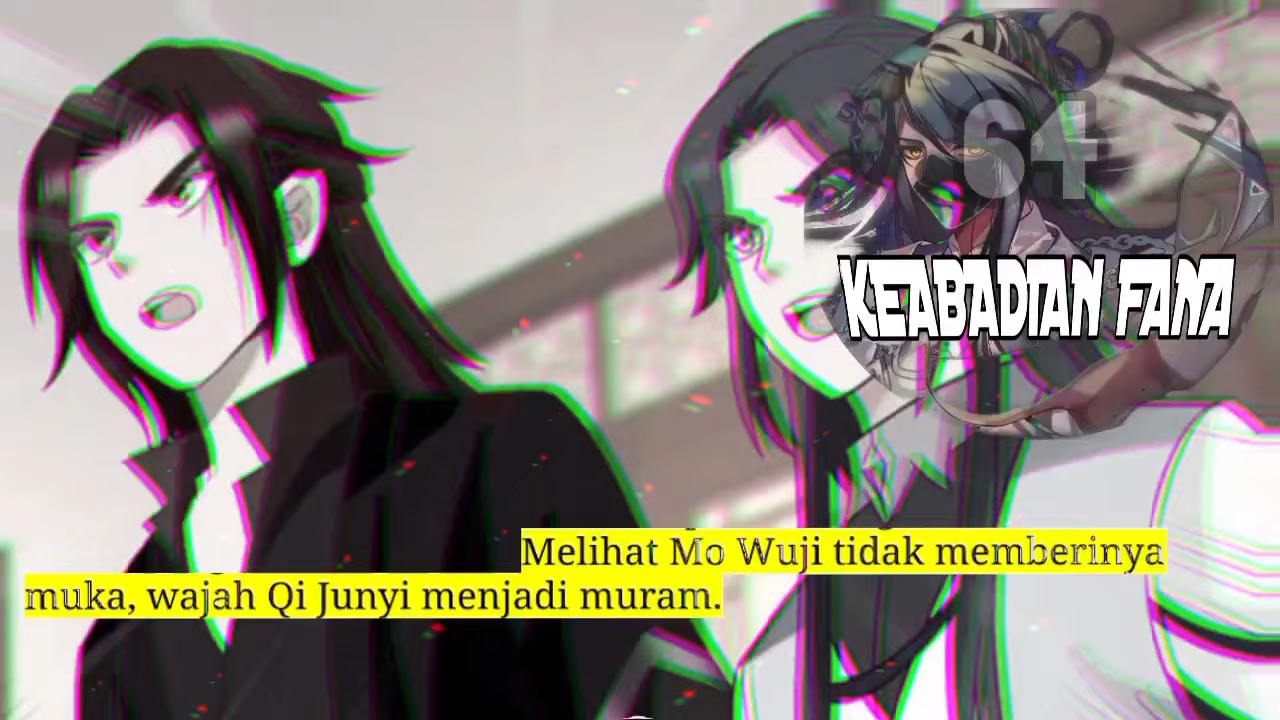 64
KEABADIAN FANA
Melihat Mo Wuji tidak memberinya
muka, wajah Qi Junyi menjadi muram.